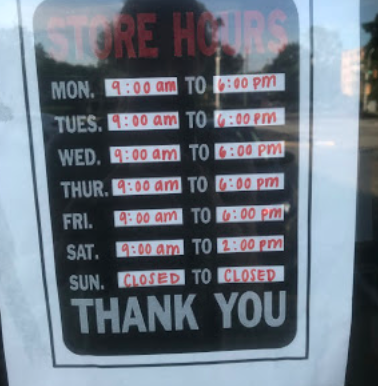 STORE HOURS
MON. 9:00 am TO 6:00 pm
TUES. 9:00 am TO 6:00 pm
WED. 9:00 am TO 6:00 pm
THUR. 9:00 am TO 6:00 pm
FRI. 9:00 am TO 6:00 pm
SAT. 9:00 am TO 2:00 pm
SUN. CLOSED TO CLOSED
THANK YOU